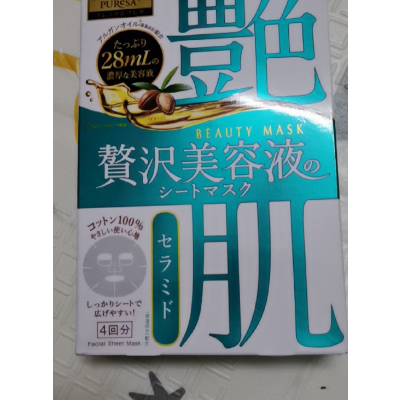 PURESA
アルガンオイル
たっぷり
28mLの
濃厚な美容液
艶
BEAUTY MASK
贅沢美容液の
シートマスク
コットン100%
やさしい使い心地
しっかりシートで
広げやすい!
4回分
Facial Sheet Mask
セラミド
肌